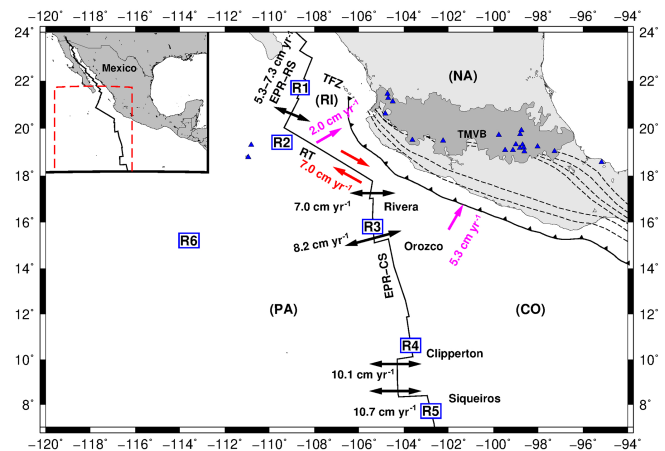 −120° −118° −116° −114° −112° −110° −108° −106° −104° −102° −100° −98° −96° −94°
24° 24°
Mexico
5.3−7.3 cm yr⁻¹
EPR−RS
R1
TFZ
(RI)
(NA)
22° 22°
2.0 cm yr⁻¹
TMVB
20° 20°
R2
RT
7.0 cm yr⁻¹
18° 18°
7.0 cm yr⁻¹
Rivera
R3
16° 16°
R6
8.2 cm yr⁻¹
Orozco
5.3 cm yr⁻¹
14° 14°
EPR−CS
(PA)
(CO)
12° 12°
R4
Clipperton
10° 10°
10.1 cm yr⁻¹
Siqueiros
10.7 cm yr⁻¹
R5
8° 8°
−120° −118° −116° −114° −112° −110° −108° −106° −104° −102° −100° −98° −96° −94°